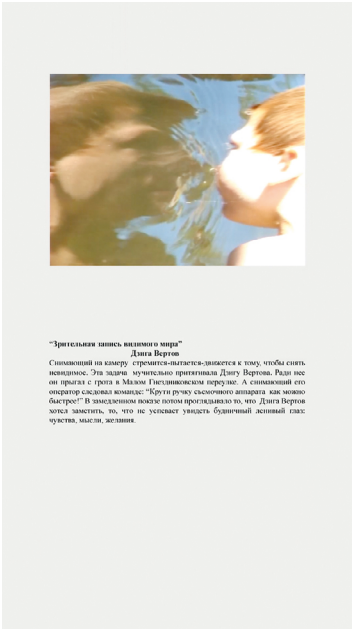 “Зрительная запись видимого мира”
Дзига Вертов
Снимающий на камеру стремится-пытается-движется к тому, чтобы снять
невидимое. Эта задача мучительно притягивала Дзигу Вертова. Ради нее
он прыгал с грота в Малом Гнездниковском переулке. А снимающий его
оператор следовал команде: “Крути ручку съемочного аппарата как можно
быстрее!” В замедленном показе потом проглядывало то, что Дзига Вертов
хотел заметить, то, что не успевает увидеть будничный ленивый глаз:
чувства, мысли, желания.